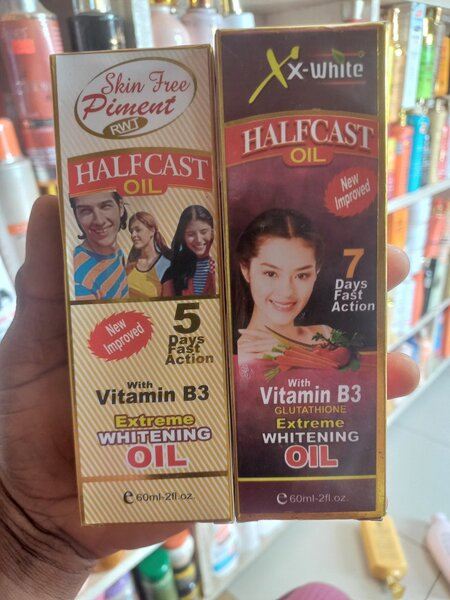 Skin Free
Piment
RWT
HALFCAST
OIL
New
Improved
5
Days
Fast
Action
With
Vitamin B3
Extreme
WHITENING
OIL
e 60ml-2fl.oz.
Xx-White
HALFCAST
OIL
New
Improved
7
Days
Fast
Action
With
Vitamin B3
GLUTATHIONE
Extreme
WHITENING
OIL
e 60ml-2fl.oz.